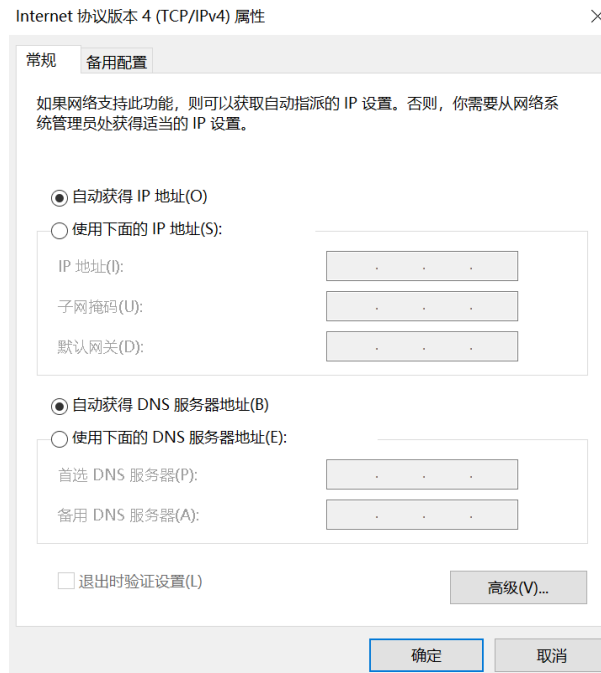 Internet 协议版本 4 (TCP/IPv4) 属性
常规
备用配置
如果网络支持此功能，则可以获取自动指派的 IP 设置。否则，你需要从网络系
统管理员处获得适当的 IP 设置。
自动获得 IP 地址(O)
使用下面的 IP 地址(S):
IP 地址(I):
子网掩码(U):
默认网关(D):
自动获得 DNS 服务器地址(B)
使用下面的 DNS 服务器地址(E):
首选 DNS 服务器(P):
备用 DNS 服务器(A):
退出时验证设置(L)
高级(V)...
确定
取消